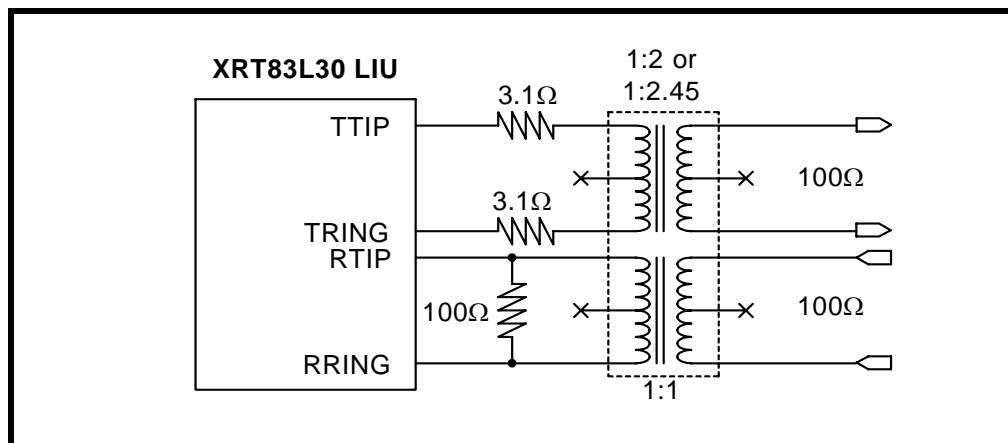 XRT83L30 LIU
1:2 or
1:2.45
3.1Ω
TTIP
100Ω
3.1Ω
TRING
RTIP
100Ω
100Ω
RRING
1:1